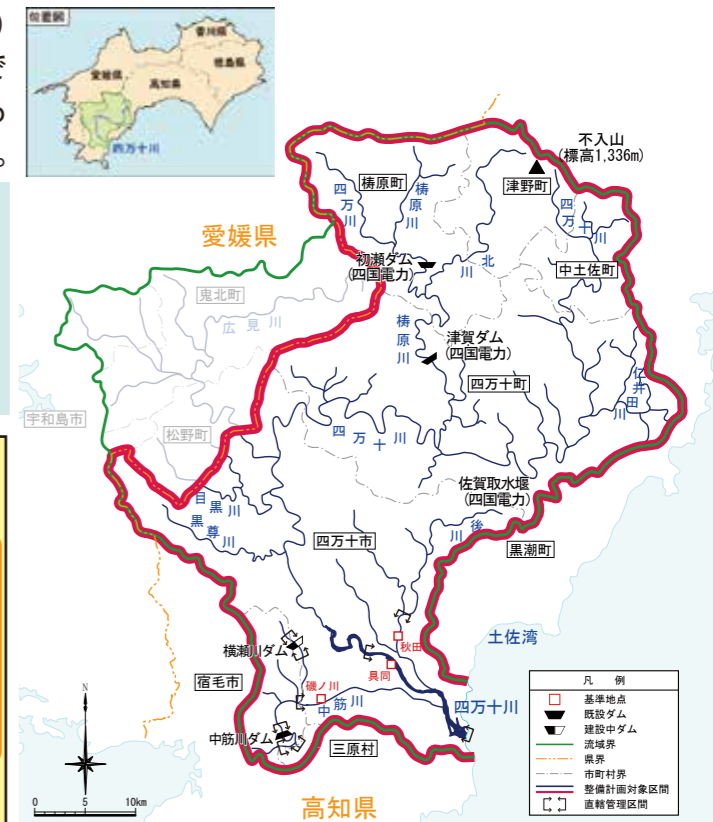 位置図
香川県
徳島県
愛媛県
高知県
四万十川
で
。
不入山
(標高1,336m)
津野町
梼原町
四万川
梼原川
四万十川
愛媛県
中土佐町
初瀬ダム
(四国電力)
北川
鬼北町
広見川
梼原川
津賀ダム
(四国電力)
四万十町
仁井田川
宇和島市
松野町
四万十川
佐賀取水堰
(四国電力)
目黒川
黒尊川
四万十市
後川
黒潮町
土佐湾
秋田
横瀬川ダム
具同
宿毛市
磯ノ川
中筋川
四万十川
中筋川ダム
三原村
高知県
N
0 5 10km
凡 例
基準地点
既設ダム
建設中ダム
流域界
県界
市町村界
整備計画対象区間
直轄管理区間